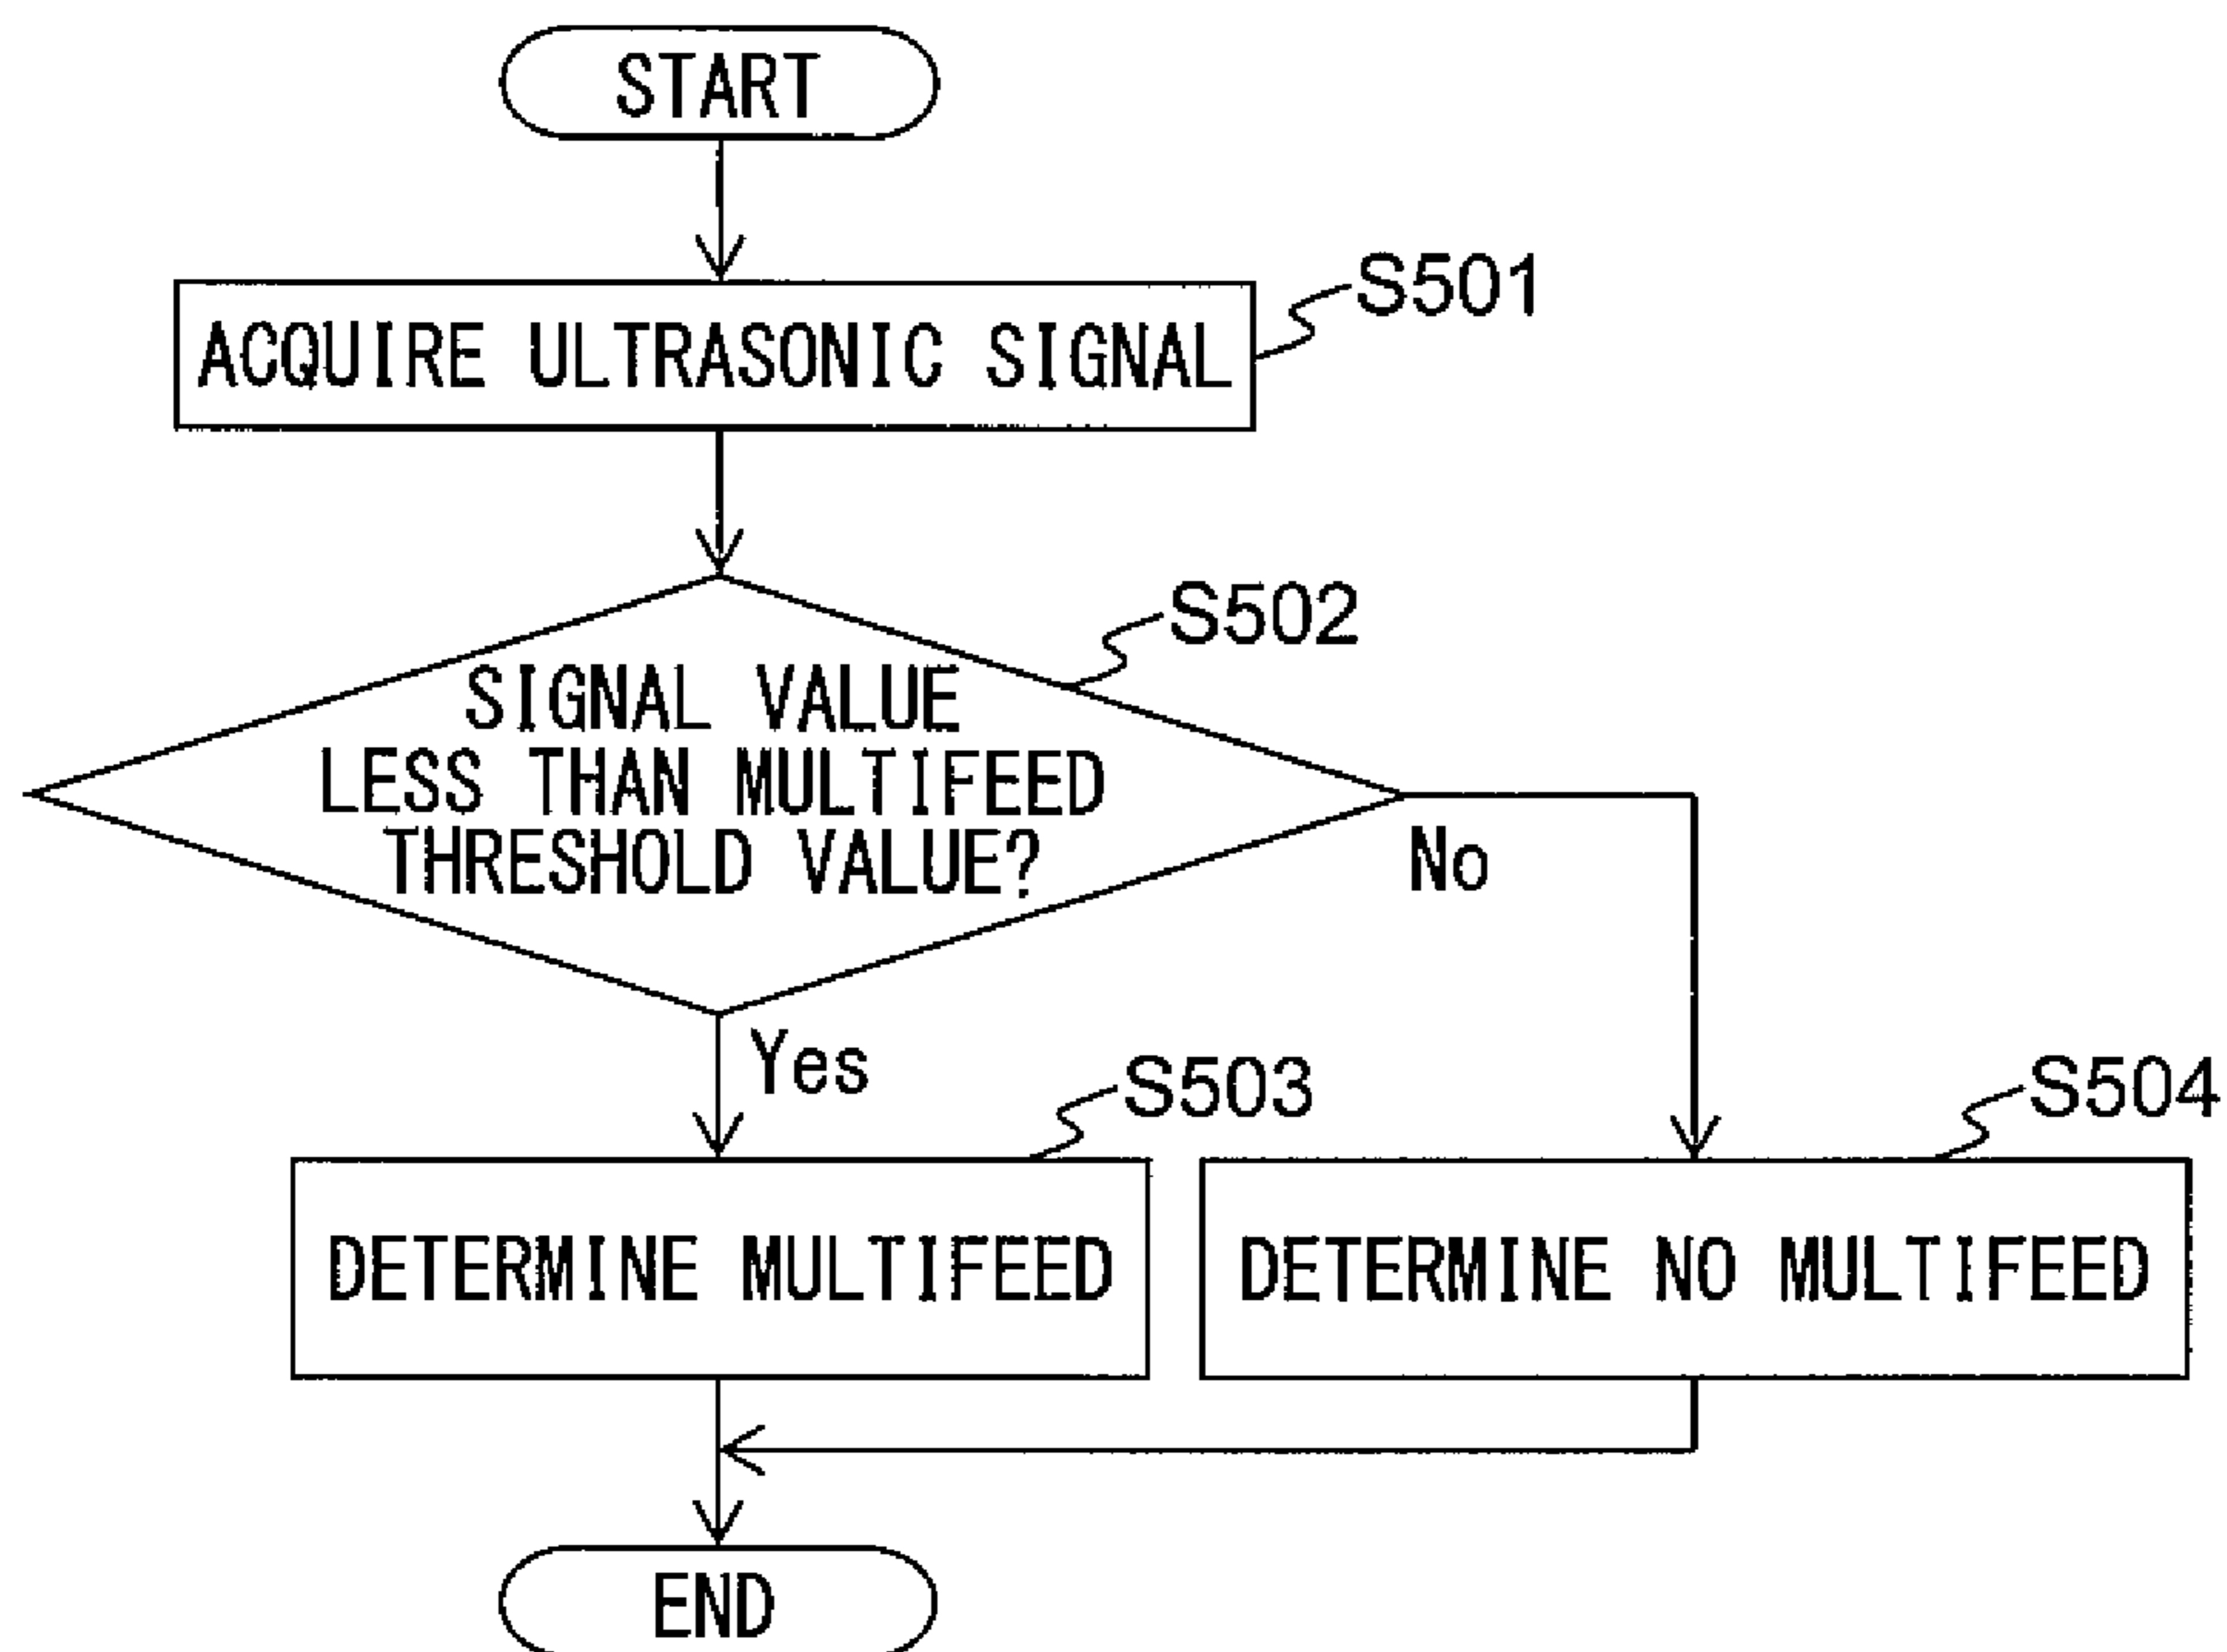 START
ACQUIRE ULTRASONIC SIGNAL
S501
SIGNAL VALUE
LESS THAN MULTIFEED
THRESHOLD VALUE?
S502
No
Yes
S503
DETERMINE MULTIFEED
S504
DETERMINE NO MULTIFEED
END